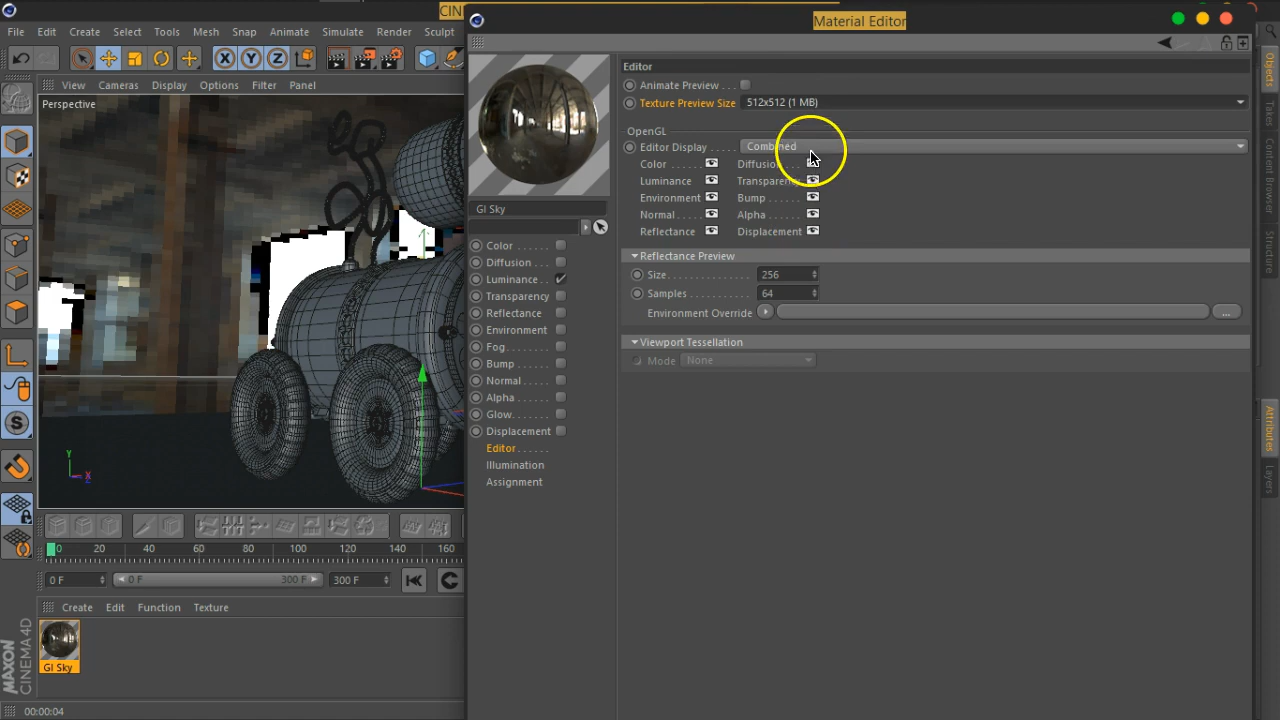 CIN
Material Editor
File Edit Create Select Tools Mesh Snap Animate Simulate Render Sculpt
X Y Z
View Cameras Display Options Filter Panel
Perspective
Y
X
Z
S
0 20 40 60 80 100 120 140 160
0 F
0 F
300 F
300 F
Create Edit Function Texture
GI Sky
MAXON
CINEMA4D
00:00:04
GI Sky
Color
Diffusion
Luminance
Transparency
Reflectance
Environment
Fog
Bump
Normal
Alpha
Glow
Displacement
Editor
Illumination
Assignment
Editor
Animate Preview
Texture Preview Size 512x512 (1 MB)
OpenGL
Editor Display Combined
Color Diffusion
Luminance Transparency
Environment Bump
Normal Alpha
Reflectance Displacement
Reflectance Preview
Size 256
Samples 64
Environment Override ...
Viewport Tessellation
Mode None
Objects
Takes
Content Browser
Structure
Attributes
Layers